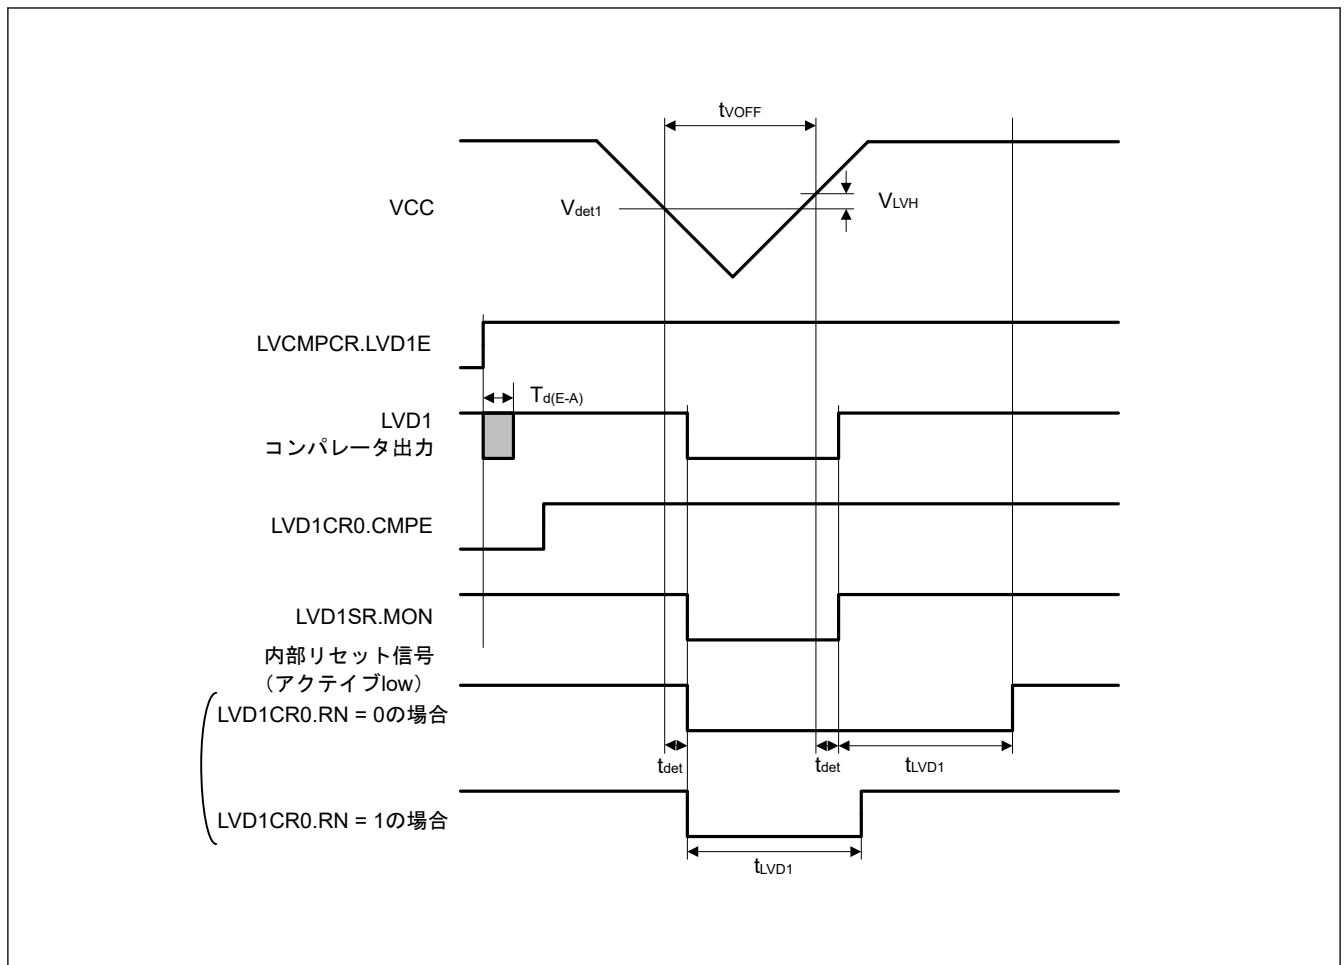 tVOFF
VCC
Vdet1
VLVH
LVCMPCR.LVD1E
Td(E-A)
LVD1
コンパレータ出力
LVD1CR0.CMPE
LVD1SR.MON
内部リセット信号
（アクティブlow）
LVD1CR0.RN = 0の場合
tdet
tdet
tLVD1
LVD1CR0.RN = 1の場合
tLVD1